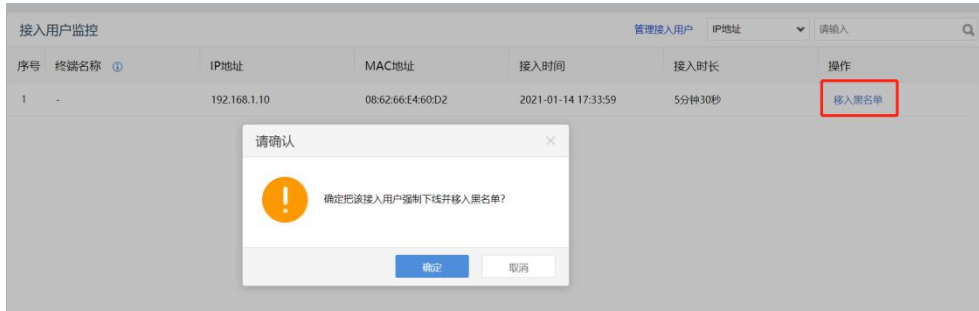 接入用户监控 管理接入用户 IP地址 请输入
序号 终端名称 IP地址 MAC地址 接入时间 接入时长 操作
1 - 192.168.1.10 08:62:66:E4:60:D2 2021-01-14 17:33:59 5分钟30秒 移入黑名单
请确认
确定把该接入用户强制下线并移入黑名单?
确定 取消